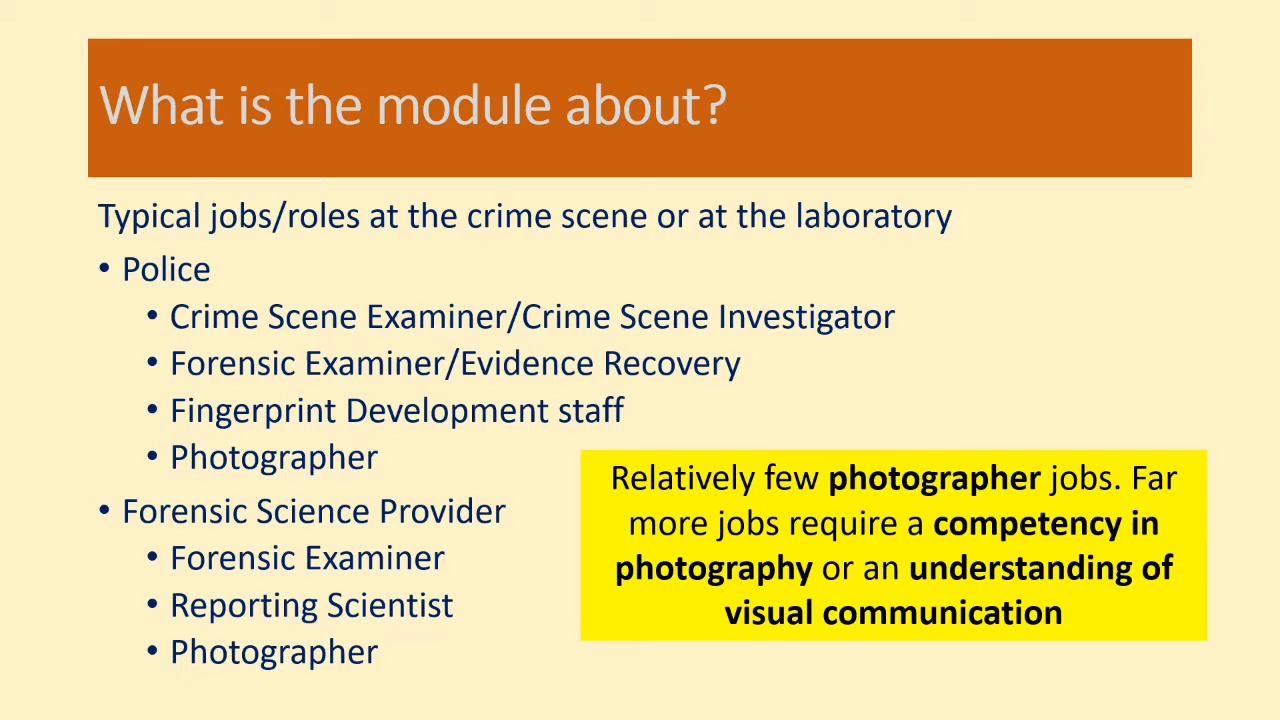 What is the module about?
Typical jobs/roles at the crime scene or at the laboratory
• Police
• Crime Scene Examiner/Crime Scene Investigator
• Forensic Examiner/Evidence Recovery
• Fingerprint Development staff
• Photographer
• Forensic Science Provider
• Forensic Examiner
• Reporting Scientist
• Photographer
Relatively few photographer jobs. Far
more jobs require a competency in
photography or an understanding of
visual communication